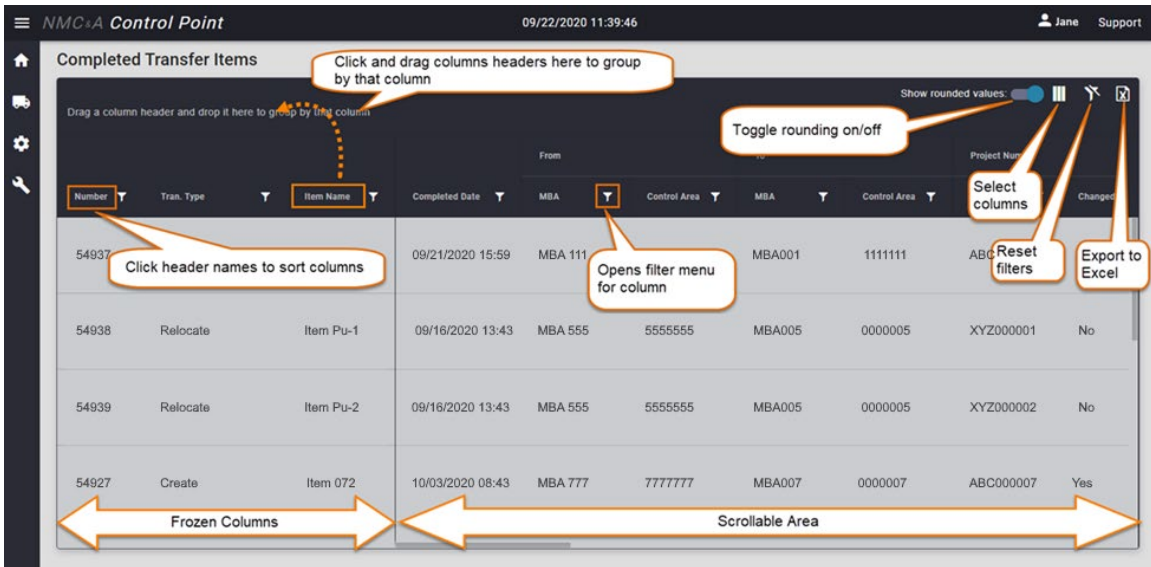 NMC&A Control Point 09/22/2020 11:39:46 Jane Support
Completed Transfer Items
Click and drag columns headers here to group
by that column
Drag a column header and drop it here to group by that column
Show rounded values:
Toggle rounding on/off
Select
columns
Reset
filters
Export to
Excel
From To Project Num
Number Tran. Type Item Name Completed Date MBA Control Area MBA Control Area Changed
Click header names to sort columns
Opens filter menu
for column
54937 09/21/2020 15:59 MBA 111 MBA001 1111111 ABC
54938 Relocate Item Pu-1 09/16/2020 13:43 MBA 555 5555555 MBA005 0000005 XYZ000001 No
54939 Relocate Item Pu-2 09/16/2020 13:43 MBA 555 5555555 MBA005 0000005 XYZ000002 No
54927 Create Item 072 10/03/2020 08:43 MBA 777 7777777 MBA007 0000007 ABC000007 Yes
Frozen Columns Scrollable Area